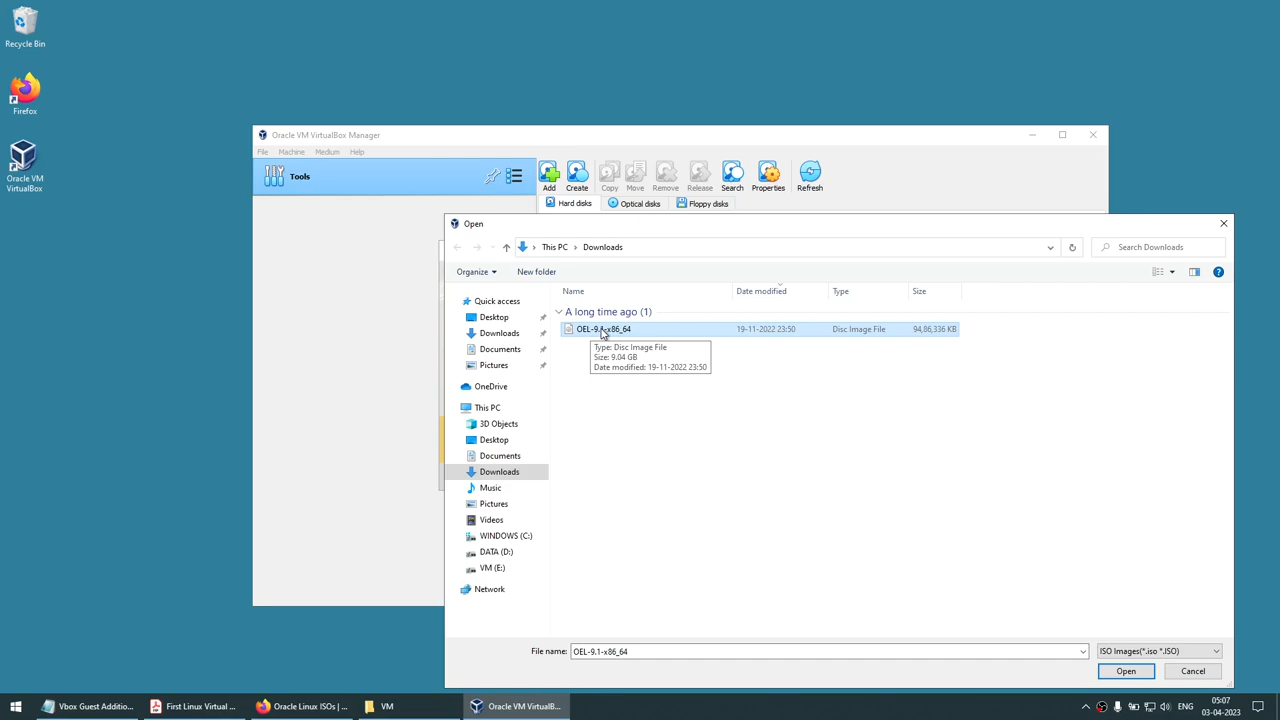 Recycle Bin
Firefox
Oracle VM
VirtualBox
Oracle VM VirtualBox Manager
File Machine Medium Help
Tools
Add Create Copy Move Remove Release Search Properties Refresh
Hard disks Optical disks Floppy disks
Open
This PC Downloads
Search Downloads
Organize New folder
Name Date modified Type Size
Quick access
Desktop
Downloads
Documents
Pictures
OneDrive
This PC
3D Objects
Desktop
Documents
Downloads
Music
Pictures
Videos
WINDOWS (C:)
DATA (D:)
VM (E:)
Network
A long time ago (1)
OEL-9.1-x86_64 19-11-2022 23:50 Disc Image File 94,86,336 KB
Type: Disc Image File
Size: 9.04 GB
Date modified: 19-11-2022 23:50
File name: OEL-9.1-x86_64 ISO Images(*.iso *.ISO)
Open Cancel
Vbox Guest Additio... First Linux Virtual ... Oracle Linux ISOs | ... VM Oracle VM VirtualB...
ENG
05:07
03-04-2023